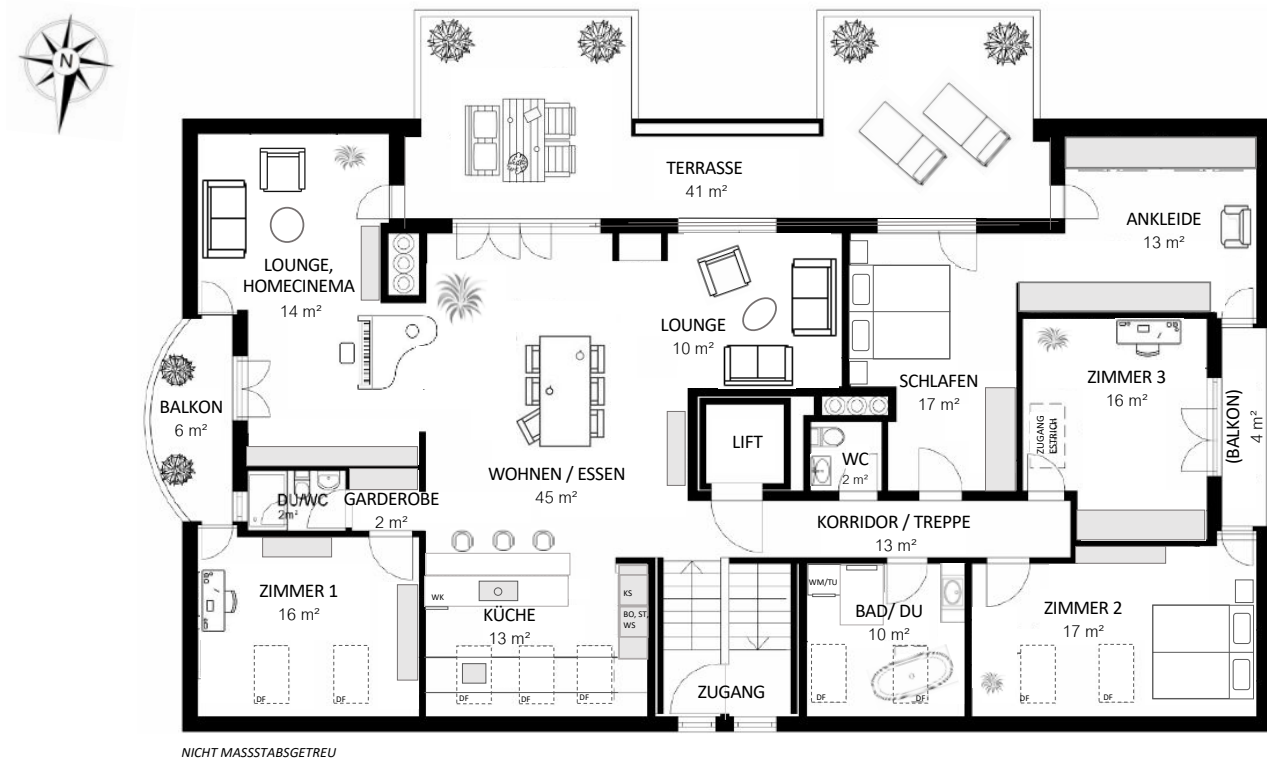 N
TERRASSE
41 m²
LOUNGE,
HOMECINEMA
14 m²
ANKLEIDE
13 m²
LOUNGE
10 m²
SCHLAFEN
17 m²
ZIMMER 3
16 m²
ZUGANG
ESTRICH
(BALKON)
4 m²
BALKON
6 m²
LIFT
WC
2 m²
WOHNEN / ESSEN
45 m²
DU/WC
2m²
GARDEROBE
2 m²
KORRIDOR / TREPPE
13 m²
ZIMMER 1
16 m²
DF
DF
WK
KÜCHE
13 m²
KS
BO, ST,
WS
DF
DF
DF
ZUGANG
WM/TU
BAD/ DU
10 m²
DF
DF
ZIMMER 2
17 m²
DF
DF
NICHT MASSSTABSGETREU